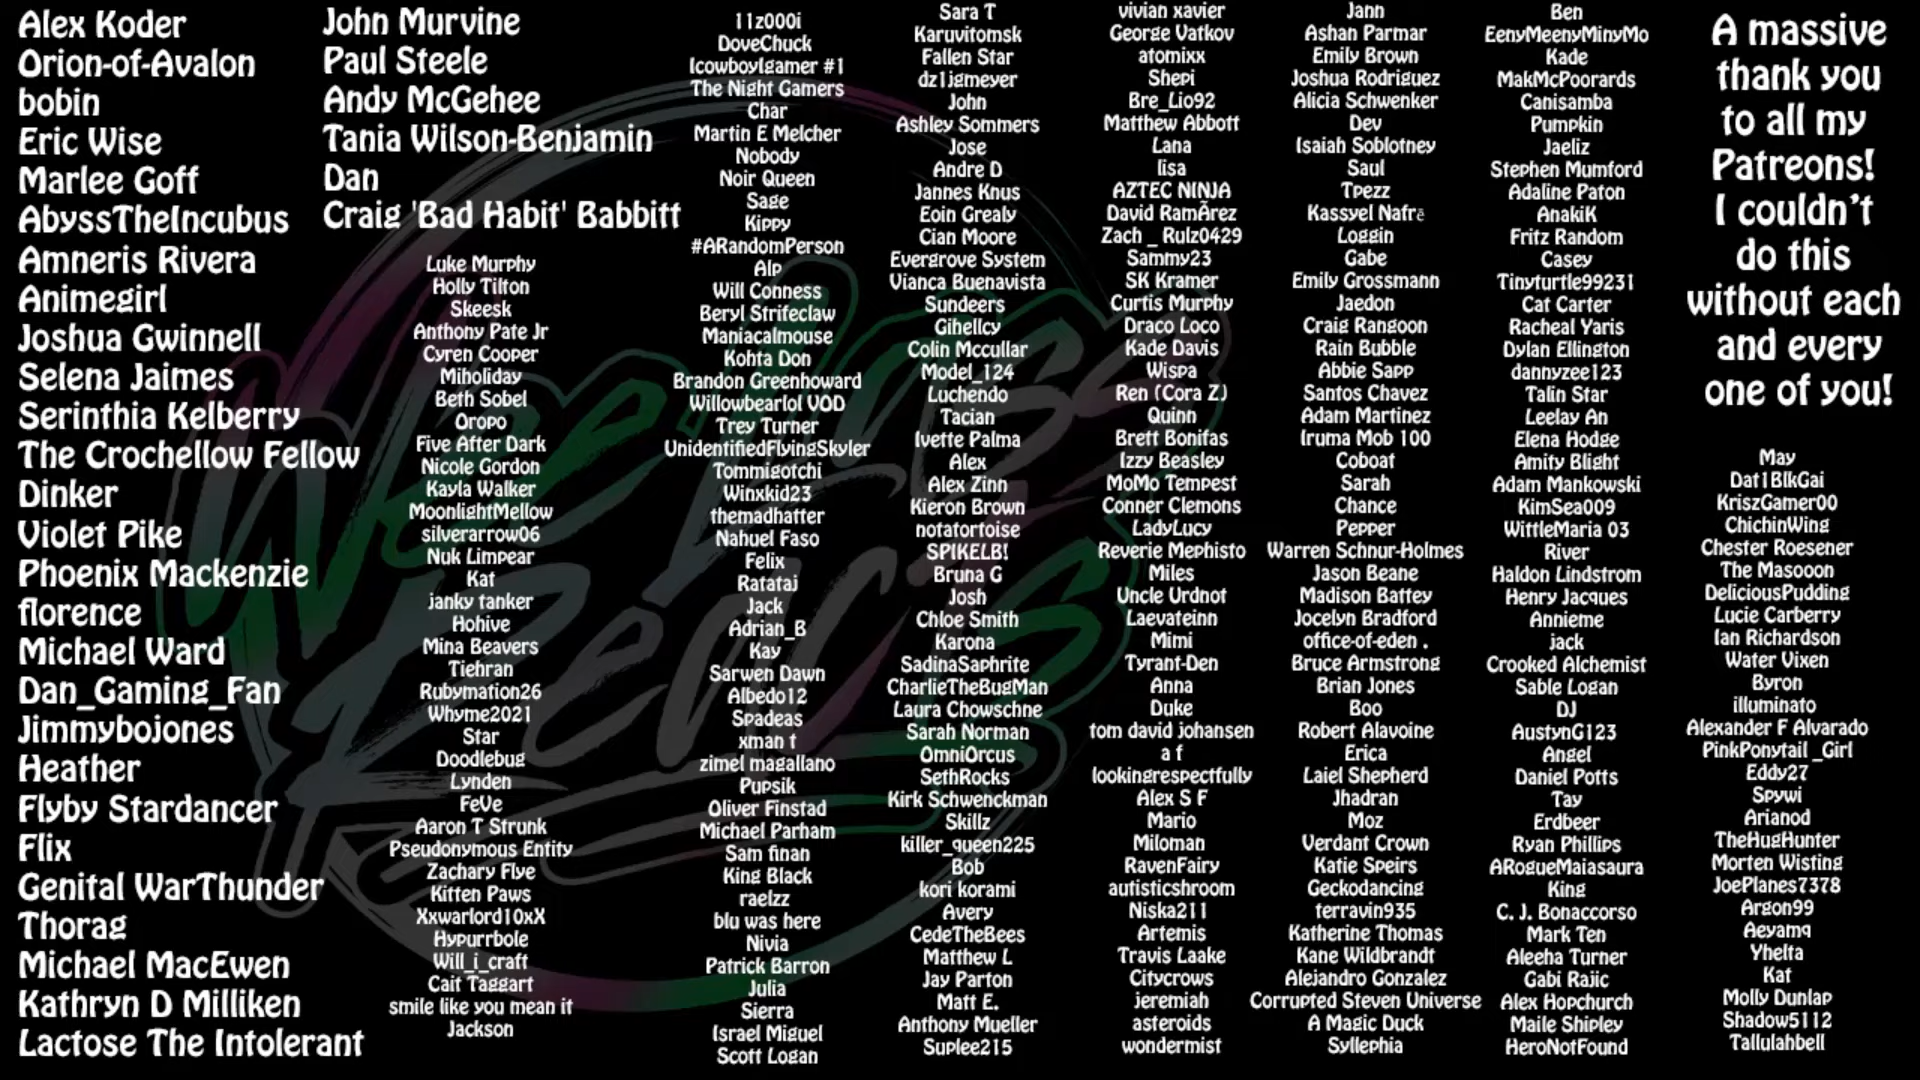 Alex Koder
Orion-of-Avalon
bobin
Eric Wise
Marlee Goff
AbyssTheIncubus
Amneris Rivera
Animegirl
Joshua Gwinnell
Selena Jaimes
Serinthia Kelberry
The Crochellow Fellow
Dinker
Violet Pike
Phoenix Mackenzie
florence
Michael Ward
Dan_Gaming_Fan
Jimmybojones
Heather
Flyby Stardancer
Flix
Genital WarThunder
Thorag
Michael MacEwen
Kathryn D Milliken
Lactose The Intolerant
John Murvine
Paul Steele
Andy McGehee
Tania Wilson-Benjamin
Dan
Craig 'Bad Habit' Babbitt
Luke Murphy
Holly Tilton
Skeesk
Anthony Pate Jr
Cyren Cooper
Miholiday
Beth Sobel
Oropo
Five After Dark
Nicole Gordon
Kayla Walker
MoonlightMellow
silverarrow06
Nuk Limpear
Kat
janky tanker
Hohive
Mina Beavers
Tiehran
Rubymation26
Whyme2021
Star
Doodlebug
Lynden
FeVe
Aaron T Strunk
Pseudonymous Entity
Zachary Flye
Kitten Paws
Xxwarlord10xX
Hypurrbole
Will_i_craft
Cait Taggart
smile like you mean it
Jackson
11z000i
DoveChuck
[cowboy[gamer #1
The Night Gamers
Char
Martin E Melcher
Nobody
Noir Queen
Sage
Kippy
#ARandomPerson
Alp
Will Conness
Beryl Strifeclaw
Maniacalmouse
Kohta Don
Brandon Greenhoward
Willowbearlol VOD
Trey Turner
UnidentifiedFlyingSkyler
Tommigotchi
Winxkid23
themadhatter
Nahuel Faso
Felix
Ratataj
Jack
Adrian_B
Kay
Sarwen Dawn
Albedo12
Spadeas
xman t
zimel magallano
Pupsik
Oliver Finstad
Michael Parham
Sam finan
King Black
raelzz
blu was here
Nivia
Patrick Barron
Julia
Sierra
Israel Miguel
Scott Logan
Sara T
Karuvitomsk
Fallen Star
dz1jgmeyer
John
Ashley Sommers
Jose
Andre D
Jannes Knus
Eoin Grealy
Cian Moore
Evergrove System
Vianca Buenavista
Sundeers
Gihellcy
Colin Mccullar
Model_124
Luchendo
Tacian
Ivette Palma
Alex
Alex Zinn
Kieron Brown
notatortoise
SPIKELB!
Bruna G
Josh
Chloe Smith
Karona
SadinaSaphrite
CharlieTheBugMan
Laura Chowschne
Sarah Norman
OmniOrcus
SethRocks
Kirk Schwenckman
Skillz
killer_queen225
Bob
kori korami
Avery
CedeTheBees
Matthew L
Jay Parton
Matt E.
Anthony Mueller
Suplee215
vivian xavier
George Vatkov
atomixx
Shepi
Bre_Lio92
Matthew Abbott
Lana
lisa
AZTEC NINJA
David RamÃrez
Zach _ Rulz0429
Sammy23
SK Kramer
Curtis Murphy
Draco Loco
Kade Davis
Wispa
Ren (Cora Z)
Quinn
Brett Bonifas
Izzy Beasley
MoMo Tempest
Conner Clemons
LadyLucy
Reverie Mephisto
Miles
Uncle Urdnot
Laevateinn
Mimi
Tyrant-Den
Anna
Duke
tom david johansen
a f
lookingrespectfully
Alex S F
Mario
Miloman
RavenFairy
autisticshroom
Niska211
Artemis
Travis Laake
Citycrows
jeremiah
asteroids
wondermist
Jann
Ashan Parmar
Emily Brown
Joshua Rodriguez
Alicia Schwenker
Dev
Isaiah Soblotney
Saul
Tpezz
Kassyel Nafrē
Loggin
Gabe
Emily Grossmann
Jaedon
Craig Rangoon
Rain Bubble
Abbie Sapp
Santos Chavez
Adam Martinez
Iruma Mob 100
Coboat
Sarah
Chance
Pepper
Warren Schnur-Holmes
Jason Beane
Madison Battey
Jocelyn Bradford
office-of-eden .
Bruce Armstrong
Brian Jones
Boo
Robert Alavoine
Erica
Laiel Shepherd
Jhadran
Moz
Verdant Crown
Katie Speirs
Geckodancing
terravin935
Katherine Thomas
Kane Wildbrandt
Alejandro Gonzalez
Corrupted Steven Universe
A Magic Duck
Syllephia
Ben
EenyMeenyMinyMo
Kade
MakMcPoorards
Canisamba
Pumpkin
Jaeliz
Stephen Mumford
Adaline Paton
AnakiK
Fritz Random
Casey
Tinyturtle99231
Cat Carter
Racheal Yaris
Dylan Ellington
dannyzee123
Talin Star
Leelay An
Elena Hodge
Amity Blight
Adam Mankowski
KimSea009
WittleMaria 03
River
Haldon Lindstrom
Henry Jacques
Annieme
jack
Crooked Alchemist
Sable Logan
DJ
AustynG123
Angel
Daniel Potts
Tay
Erdbeer
Ryan Phillips
ARogueMaiasaura
King
C. J. Bonaccorso
Mark Ten
Aleeha Turner
Gabi Rajic
Alex Hopchurch
Maile Shipley
HeroNotFound
A massive
thank you
to all my
Patreons!
I couldn't
do this
without each
and every
one of you!
May
Dat1BlkGai
KriszGamer00
ChichinWing
Chester Roesener
The Masooon
DeliciousPudding
Lucie Carberry
Ian Richardson
Water Vixen
Byron
illuminato
Alexander F Alvarado
PinkPonytail _Girl
Eddy27
Spywi
Arianod
TheHugHunter
Morten Wisting
JoePlanes7378
Argon99
Aeyamq
Yhelta
Kat
Molly Dunlap
Shadow5112
Tallulahbell